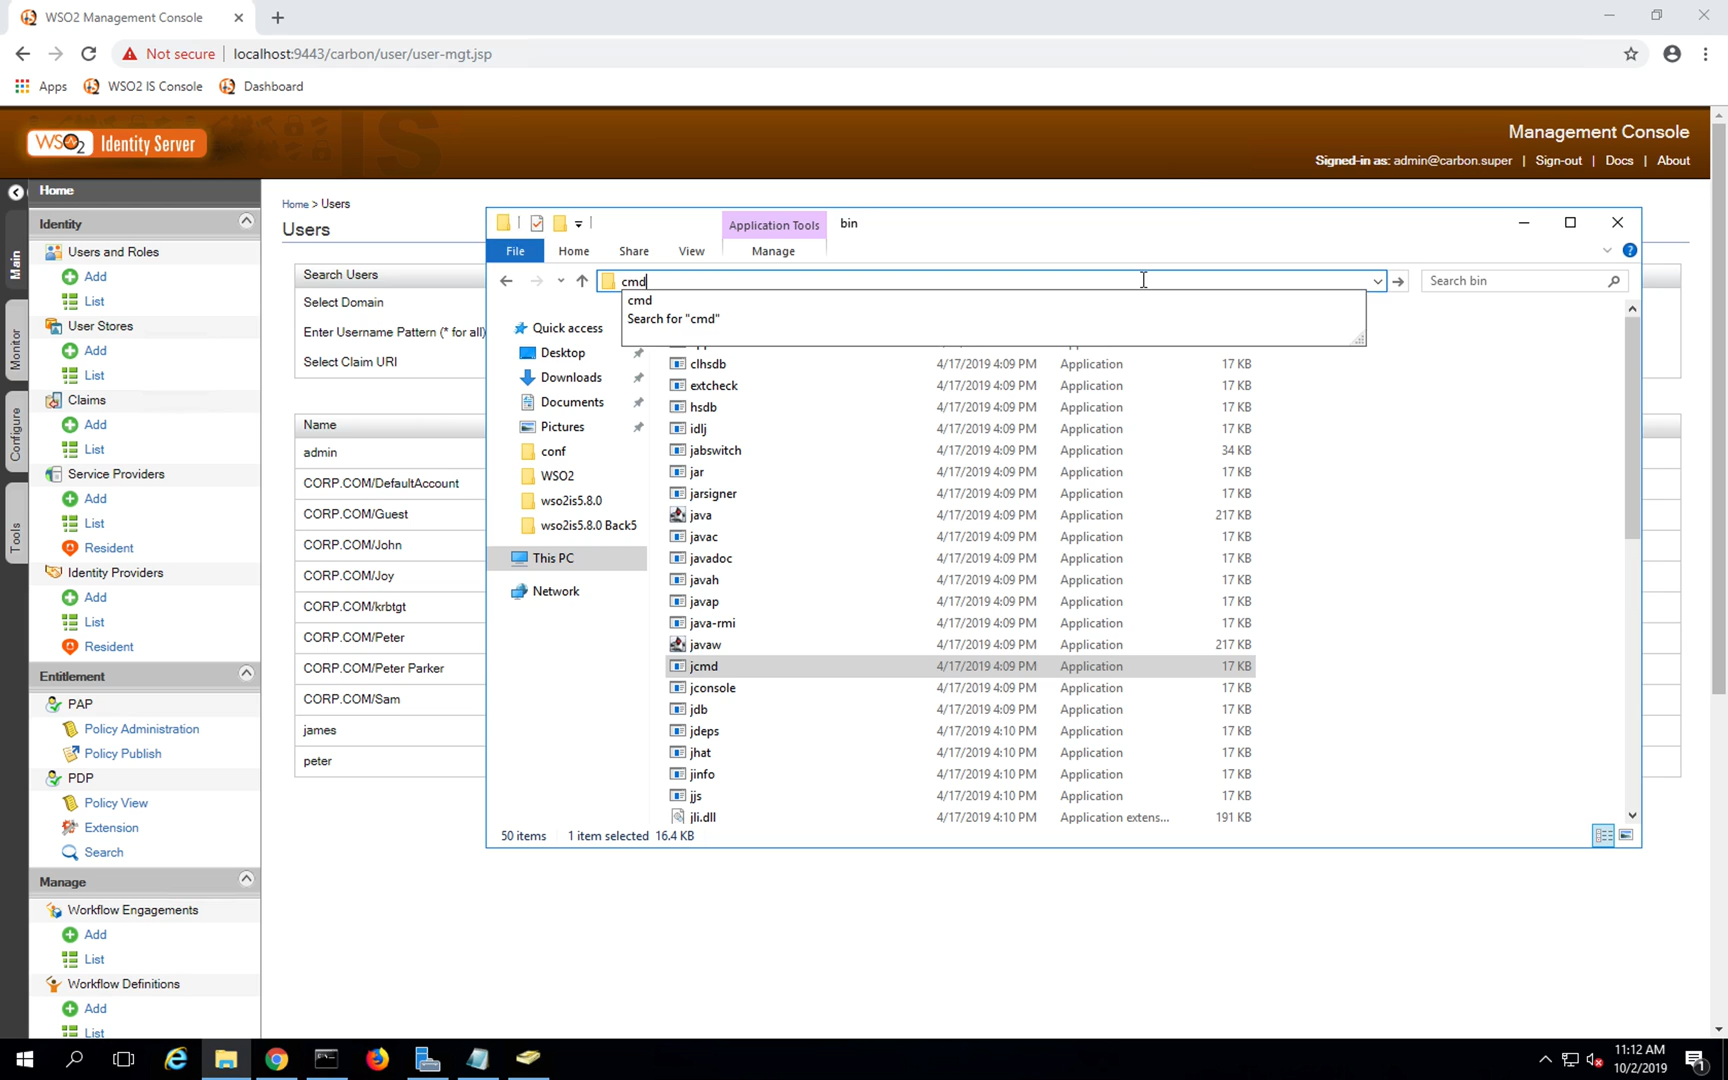 WSO2 Management Console
Not secure
localhost:9443/carbon/user/user-mgt.jsp
Apps
WSO2 IS Console
Dashboard
WSO2 Identity Server
Management Console
Signed-in as: admin@carbon.super | Sign-out | Docs | About
Main
Monitor
Configure
Tools
Home
Identity
Users and Roles
Add
List
User Stores
Add
List
Claims
Add
List
Service Providers
Add
List
Resident
Identity Providers
Add
List
Resident
Entitlement
PAP
Policy Administration
Policy Publish
PDP
Policy View
Extension
Search
Manage
Workflow Engagements
Add
List
Workflow Definitions
Add
List
Home > Users
Users
Search Users
Select Domain
Enter Username Pattern (* for all)
Select Claim URI
Name
admin
CORP.COM/DefaultAccount
CORP.COM/Guest
CORP.COM/John
CORP.COM/Joy
CORP.COM/krbtgt
CORP.COM/Peter
CORP.COM/Peter Parker
CORP.COM/Sam
james
peter
Application Tools
bin
File
Home
Share
View
Manage
cmd
Search bin
cmd
Search for "cmd"
Quick access
Desktop
Downloads
Documents
Pictures
conf
WSO2
wso2is5.8.0
wso2is5.8.0 Back5
This PC
Network
clhsdb 4/17/2019 4:09 PM Application 17 KB
extcheck 4/17/2019 4:09 PM Application 17 KB
hsdb 4/17/2019 4:09 PM Application 17 KB
idlj 4/17/2019 4:09 PM Application 17 KB
jabswitch 4/17/2019 4:09 PM Application 34 KB
jar 4/17/2019 4:09 PM Application 17 KB
jarsigner 4/17/2019 4:09 PM Application 17 KB
java 4/17/2019 4:09 PM Application 217 KB
javac 4/17/2019 4:09 PM Application 17 KB
javadoc 4/17/2019 4:09 PM Application 17 KB
javah 4/17/2019 4:09 PM Application 17 KB
javap 4/17/2019 4:09 PM Application 17 KB
java-rmi 4/17/2019 4:09 PM Application 17 KB
javaw 4/17/2019 4:09 PM Application 217 KB
jcmd 4/17/2019 4:09 PM Application 17 KB
jconsole 4/17/2019 4:09 PM Application 17 KB
jdb 4/17/2019 4:09 PM Application 17 KB
jdeps 4/17/2019 4:10 PM Application 17 KB
jhat 4/17/2019 4:10 PM Application 17 KB
jinfo 4/17/2019 4:10 PM Application 17 KB
jjs 4/17/2019 4:10 PM Application 17 KB
jli.dll 4/17/2019 4:10 PM Application extens... 191 KB
50 items 1 item selected 16.4 KB
11:12 AM
10/2/2019
1